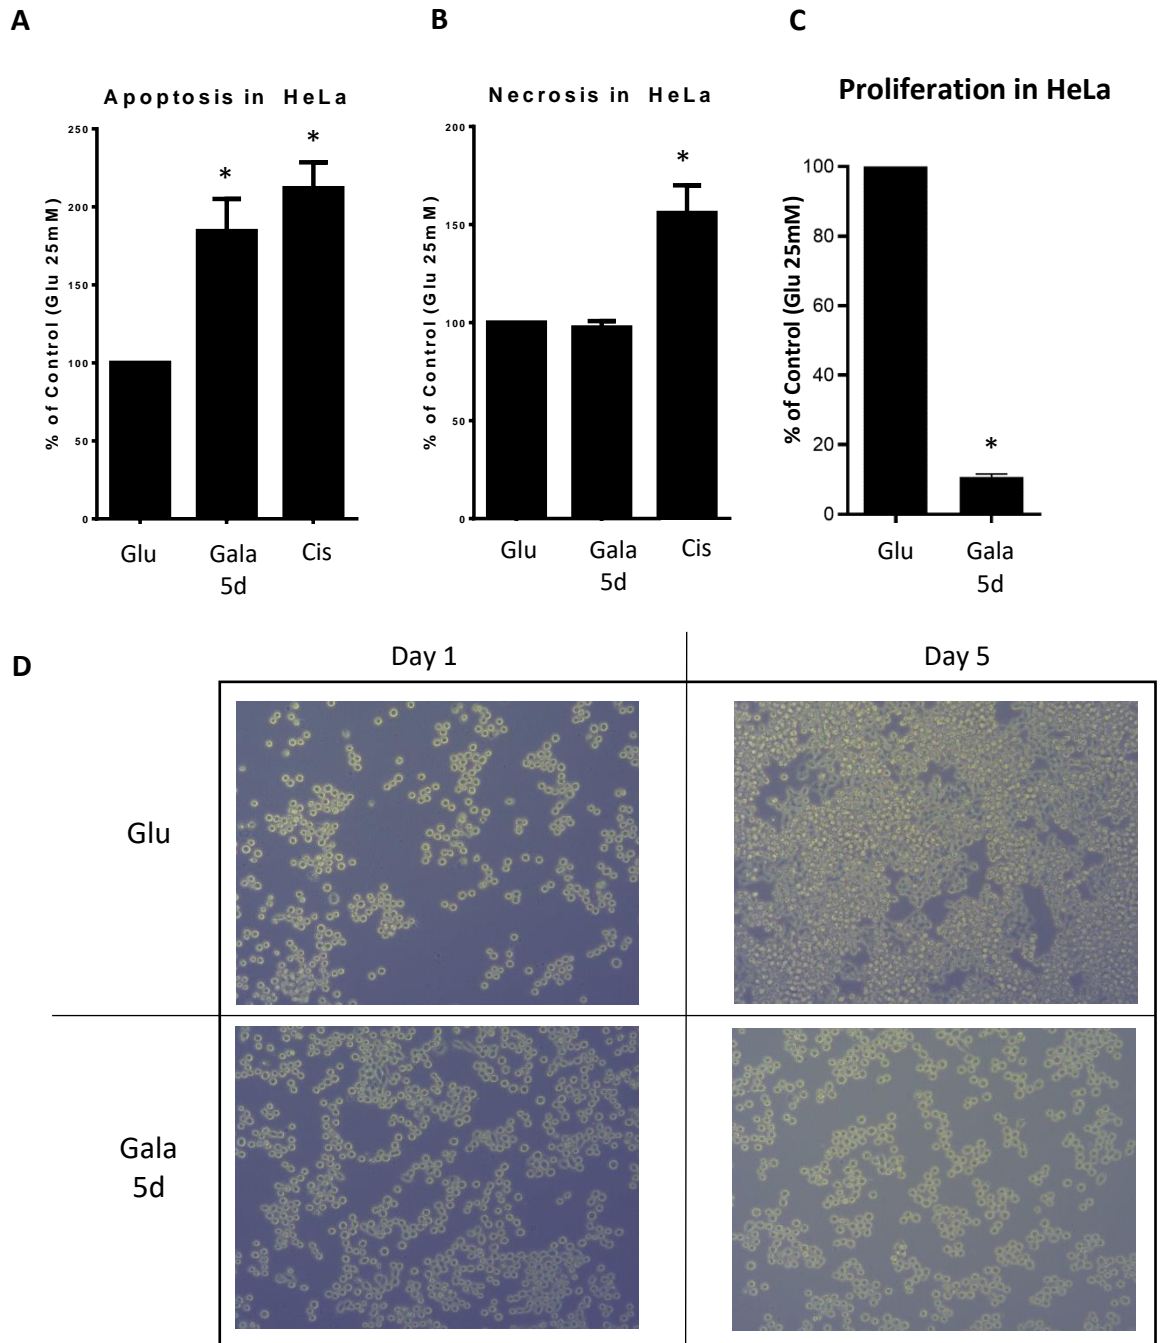 A
B
C
Apoptosis in HeLa
Necrosis in HeLa
Proliferation in HeLa
% of Control (Glu 25mM)
250
200
150
100
50
0
*
*
Glu
Gala
5d
Cis
% of Control (Glu 25mM)
200
150
100
50
0
*
Glu
Gala
5d
Cis
% of Control (Glu 25mM)
100
80
60
40
20
0
*
Glu
Gala
5d
D
Day 1
Day 5
Glu
Gala
5d